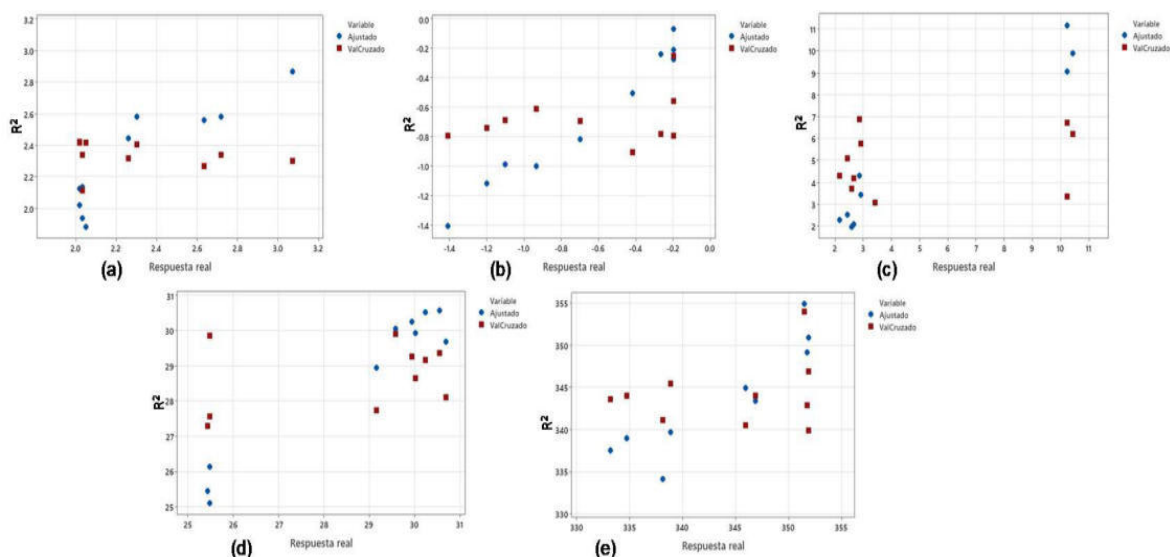 3.2
3.0
2.8
2.6
2.4
2.2
2.0
R²
2.0
2.2
2.4
2.6
2.8
3.0
3.2
(a)
Respuesta real
Variable
Ajustado
ValCruzado
0.0
-0.2
-0.4
-0.6
-0.8
-1.0
-1.2
-1.4
R²
-1.4
-1.2
-1.0
-0.8
-0.6
-0.4
-0.2
0.0
(b)
Respuesta real
Variable
Ajustado
ValCruzado
11
10
9
8
7
6
5
4
3
2
R²
2
3
4
5
6
7
8
9
10
11
(c)
Respuesta real
Variable
Ajustado
ValCruzado
31
30
29
28
27
26
25
R²
25
26
27
28
29
30
31
(d)
Respuesta real
Variable
Ajustado
ValCruzado
355
350
345
340
335
330
R²
330
335
340
345
350
355
(e)
Respuesta real
Variable
Ajustado
ValCruzado